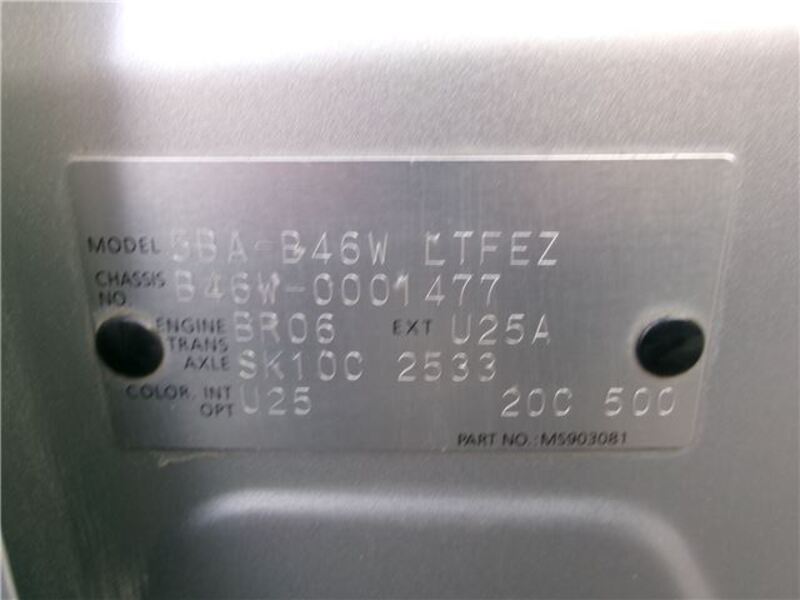 MODEL 5BA-B46W LTFEZ
CHASSIS NO. B46W-0001477
ENGINE BR06 EXT U25A
TRANS AXLE SK10C 2533
COLOR, INT OPT U25 20C 500
PART NO.: MS903081